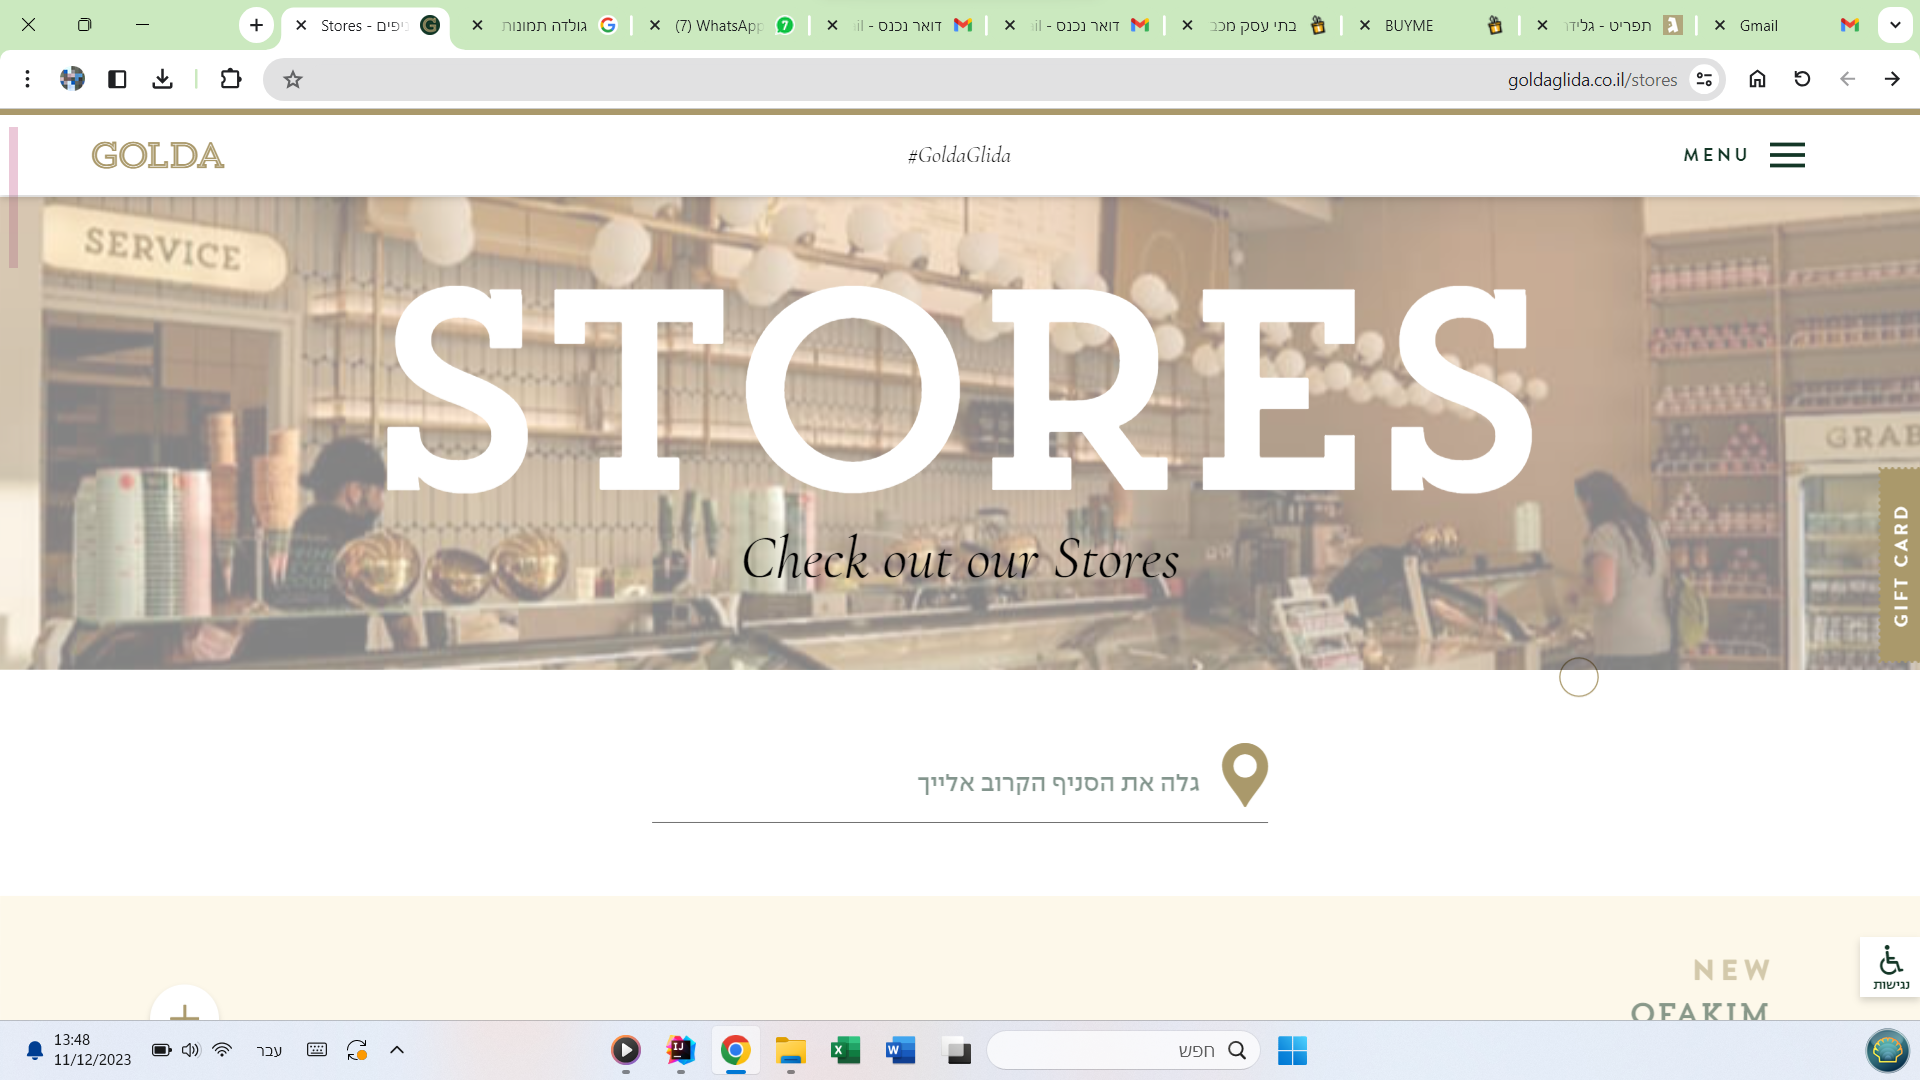 Stores - ניפים
גולדה תמונות
(7) WhatsApp
דואר נכנס - il
דואר נכנס - il
בתי עסק מכב
BUYME
תפריט - גלידו
Gmail
goldaglida.co.il/stores
GOLDA
#GoldaGlida
MENU
SERVICE
STORES
GRAB
Check out our Stores
GIFT CARD
גלה את הסניף הקרוב אלייך
NEW
OFAKIM
נגישות
13:48
11/12/2023
עבר
חפש